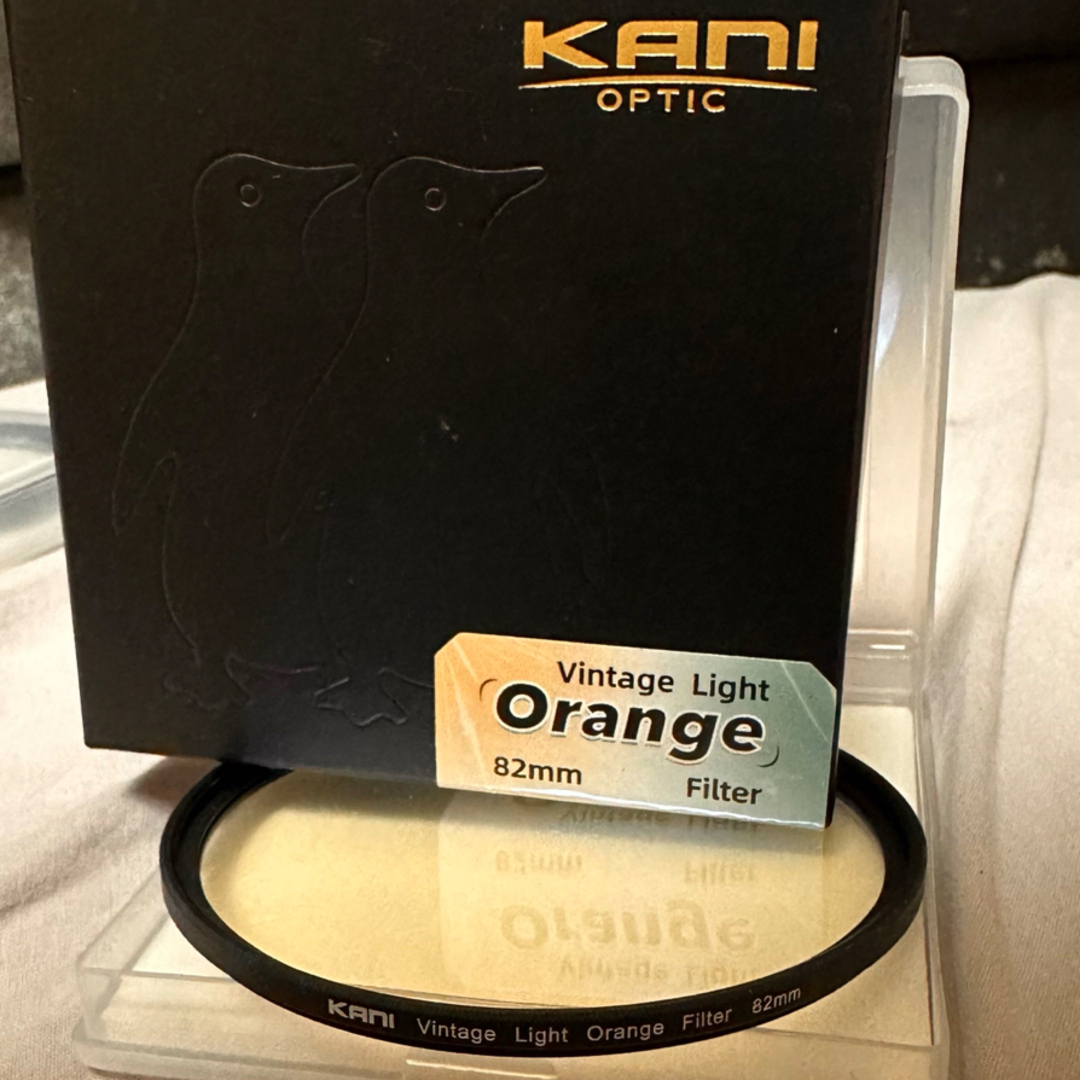 KANI
OPTIC
Vintage Light
Orange
82mm
Filter
KANI Vintage Light Orange Filter 82mm